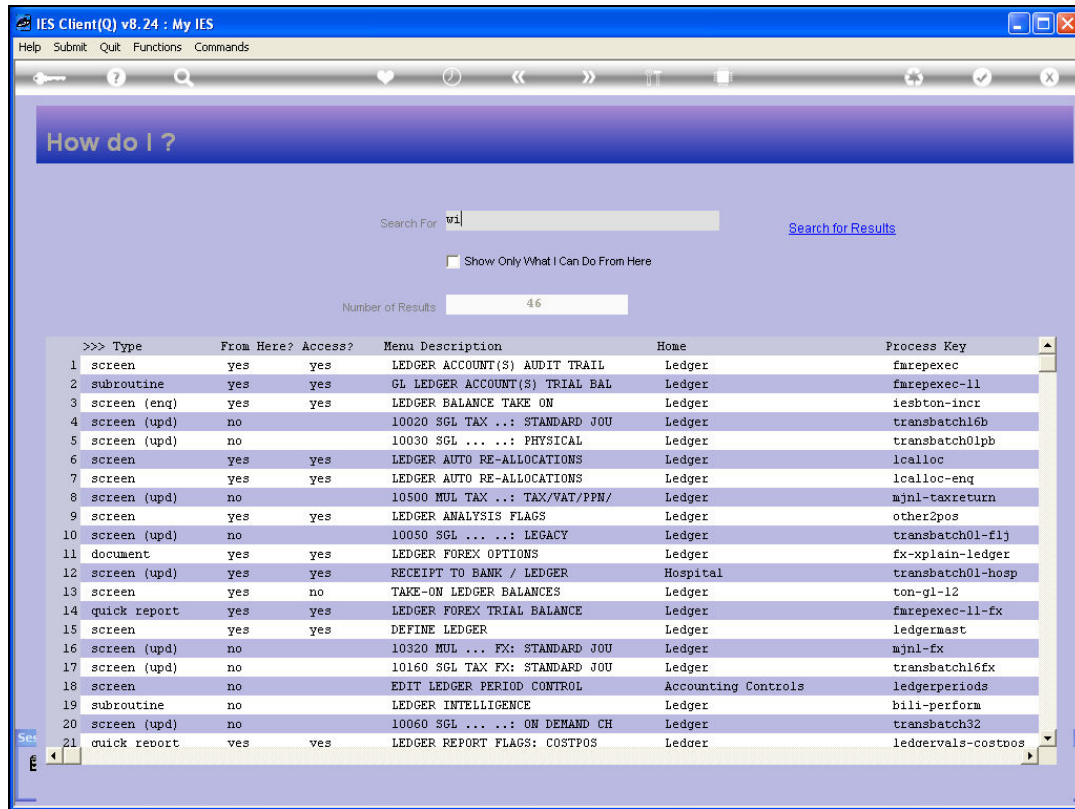 IES Client(Q) v8.24 : My IES
Help Submit Quit Functions Commands
How do I ?
Search For wi
Search for Results
Show Only What I Can Do From Here
Number of Results 46
>>> Type From Here? Access? Menu Description Home Process Key
1 screen yes yes LEDGER ACCOUNT(S) AUDIT TRAIL Ledger fmrepexec
2 subroutine yes yes GL LEDGER ACCOUNT(S) TRIAL BAL Ledger fmrepexec-ll
3 screen (enq) yes yes LEDGER BALANCE TAKE ON Ledger iesbton-incr
4 screen (upd) no 10020 SGL TAX ..: STANDARD JOU Ledger transbatch16b
5 screen (upd) no 10030 SGL ... ..: PHYSICAL Ledger transbatch01pb
6 screen yes yes LEDGER AUTO RE-ALLOCATIONS Ledger lcalloc
7 screen yes yes LEDGER AUTO RE-ALLOCATIONS Ledger lcalloc-enq
8 screen (upd) no 10500 MUL TAX ..: TAX/VAT/PPN/ Ledger mjnl-taxreturn
9 screen yes yes LEDGER ANALYSIS FLAGS Ledger other2pos
10 screen (upd) no 10050 SGL ... ..: LEGACY Ledger transbatch01-flj
11 document yes yes LEDGER FOREX OPTIONS Ledger fx-xplain-ledger
12 screen (upd) yes yes RECEIPT TO BANK / LEDGER Hospital transbatch01-hosp
13 screen yes no TAKE-ON LEDGER BALANCES Ledger ton-gl-12
14 quick report yes yes LEDGER FOREX TRIAL BALANCE Ledger fmrepexec-ll-fx
15 screen yes yes DEFINE LEDGER Ledger ledgermast
16 screen (upd) no 10320 MUL ... FX: STANDARD JOU Ledger mjnl-fx
17 screen (upd) no 10160 SGL TAX FX: STANDARD JOU Ledger transbatch16fx
18 screen no EDIT LEDGER PERIOD CONTROL Accounting Controls ledgerperiods
19 subroutine no LEDGER INTELLIGENCE Ledger bili-perform
20 screen (upd) no 10060 SGL ... ..: ON DEMAND CH Ledger transbatch32
21 quick report yes yes LEDGER REPORT FLAGS: COSTPOS Ledger ledgervals-costpos